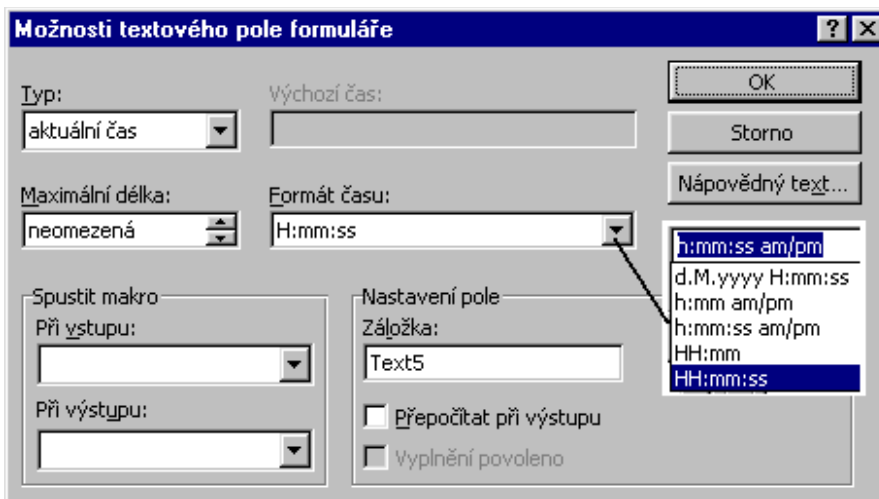 Možnosti textového pole formuláře
Typ:
aktuální čas
Výchozí čas:
OK
Storno
Nápovědný text...
Maximální délka:
neomezená
Formát času:
H:mm:ss
h:mm:ss am/pm
d.M.yyyy H:mm:ss
h:mm am/pm
h:mm:ss am/pm
HH:mm
HH:mm:ss
Spustit makro
Při vstupu:
Při výstupu:
Nastavení pole
Záložka:
Text5
Přepočítat při výstupu
Vyplnění povoleno